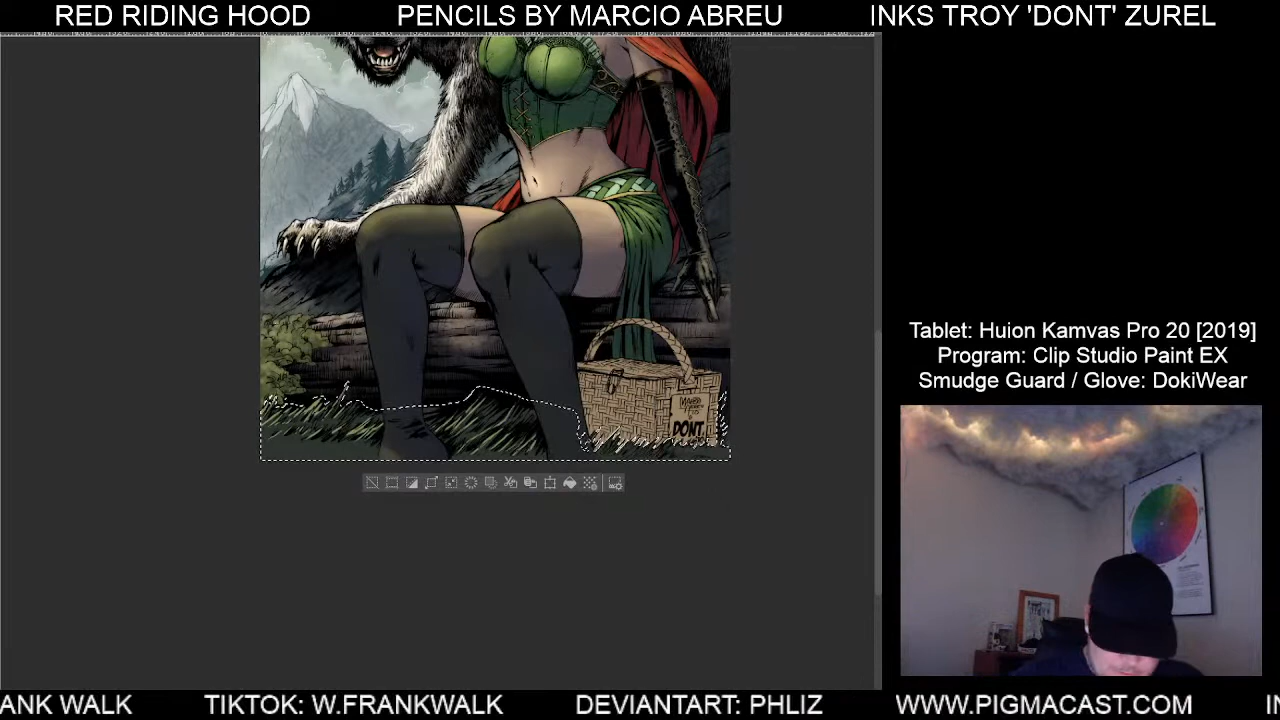 RED RIDING HOOD PENCILS BY MARCIO ABREU INKS TROY 'DONT' ZUREL
DONT
Tablet: Huion Kamvas Pro 20 [2019]
Program: Clip Studio Paint EX
Smudge Guard / Glove: DokiWear
ANK WALK TIKTOK: W.FRANKWALK DEVIANTART: PHLIZ WWW.PIGMACAST.COM IN